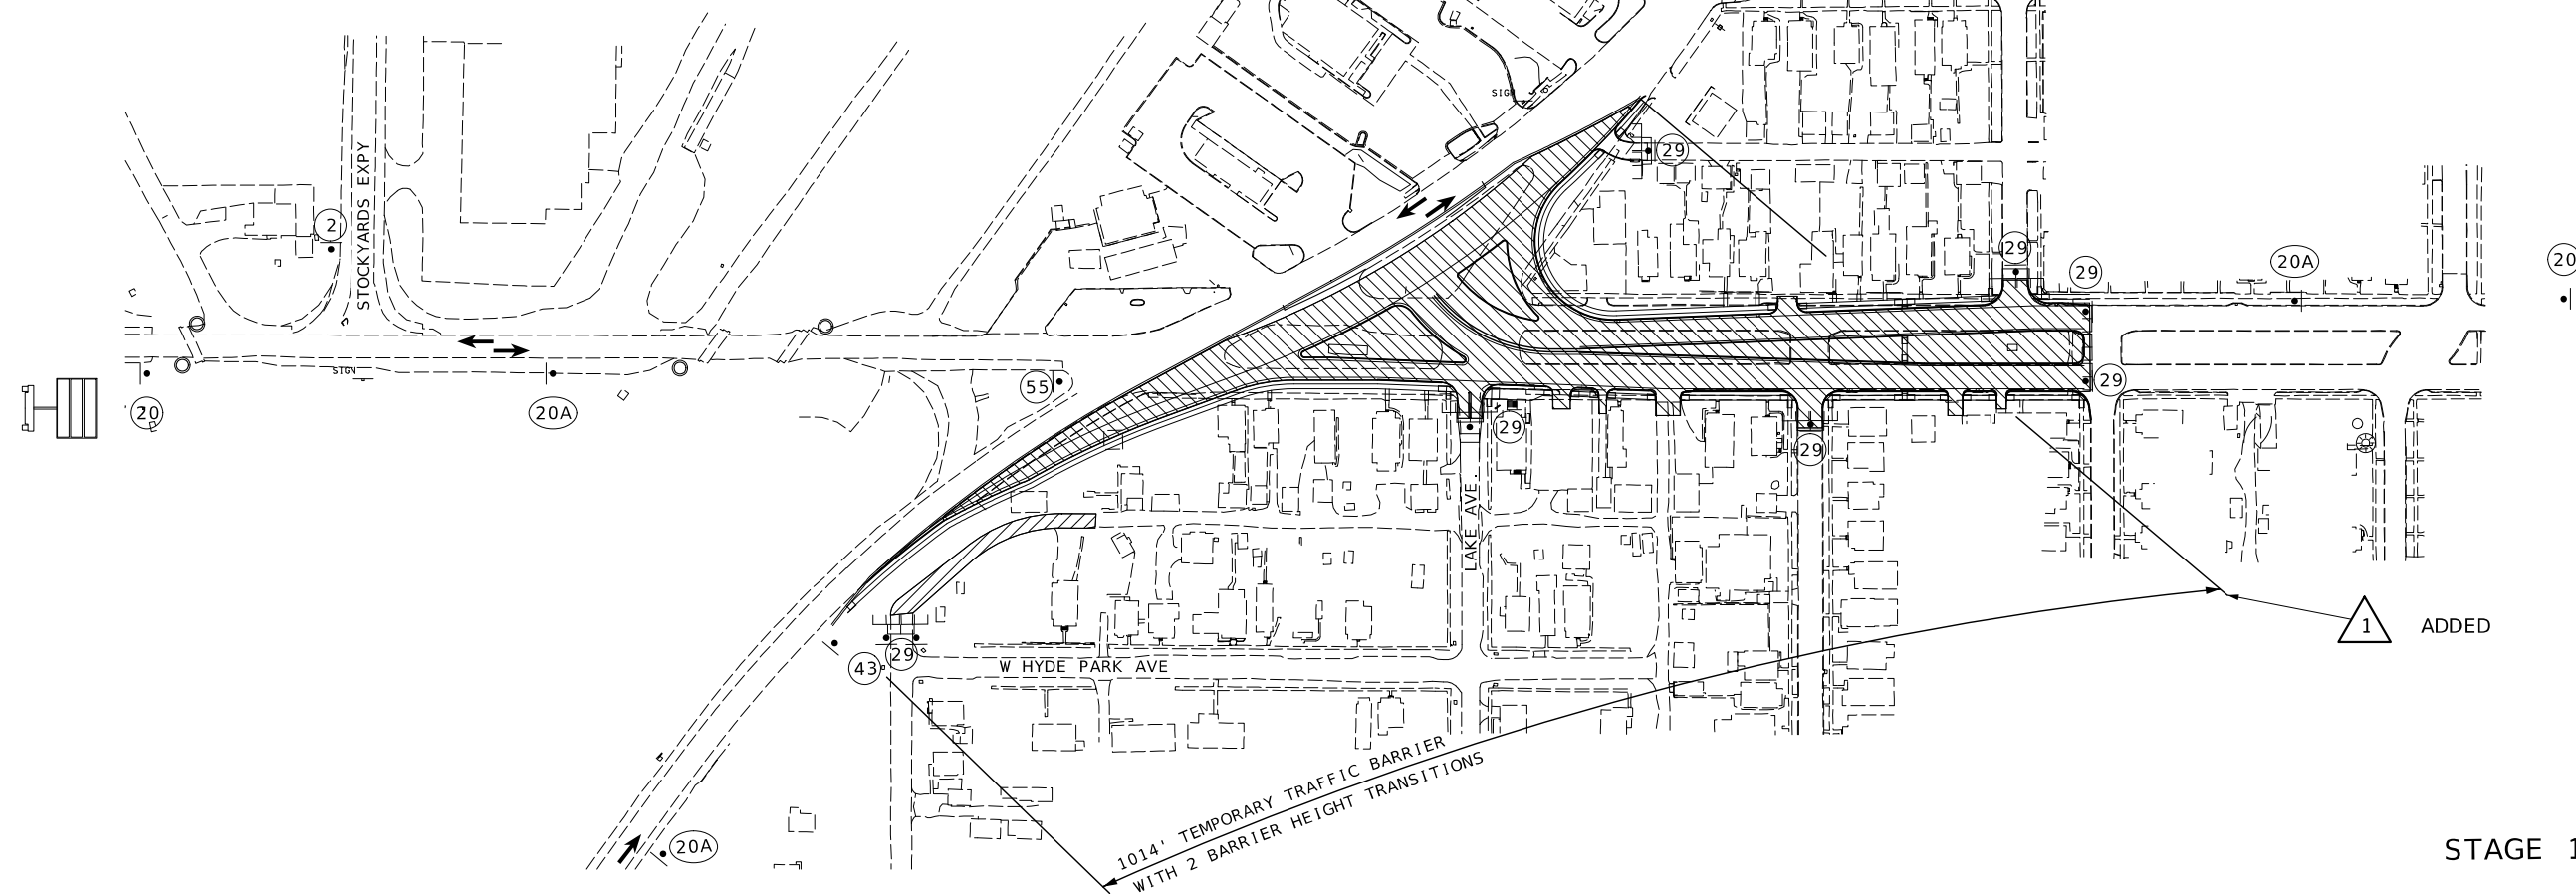 SIGN
29
STOCKYARDS EXPY
2
29
29
20A
20
SIGN
20
20A
55
29
29
29
LAKE AVE.
1
ADDED
43
29
W HYDE PARK AVE
1014' TEMPORARY TRAFFIC BARRIER
WITH 2 BARRIER HEIGHT TRANSITIONS
20A
STAGE 1